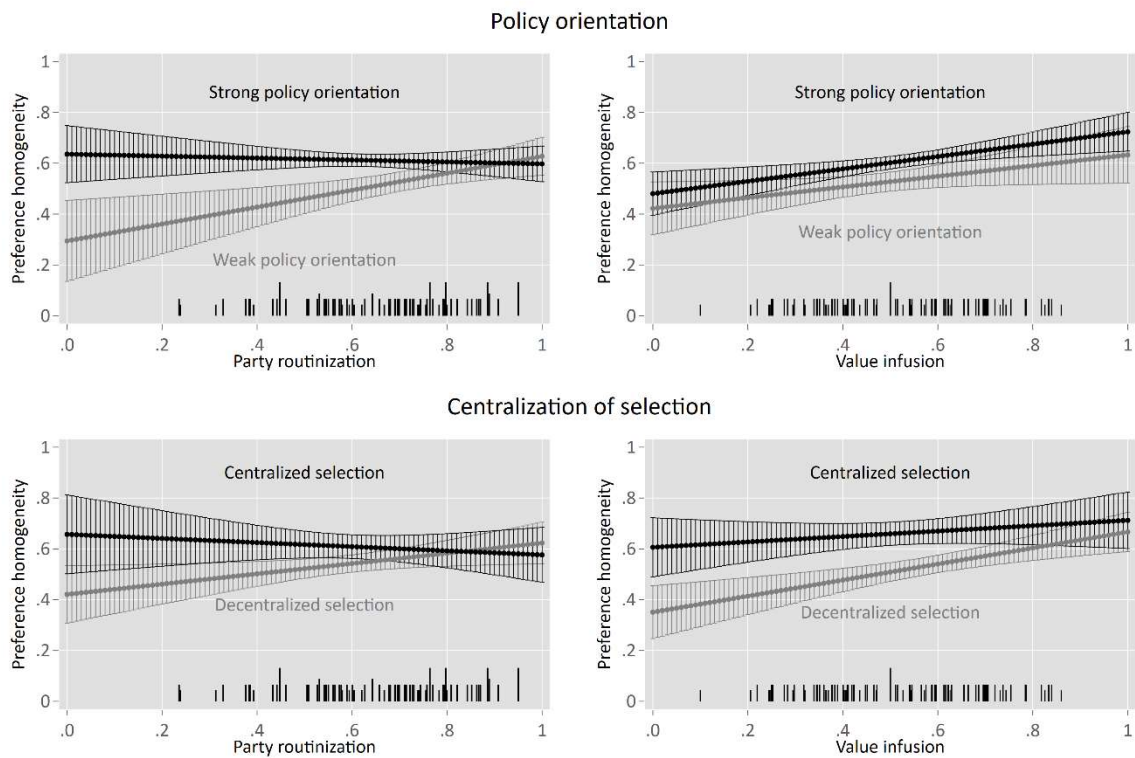 Policy orientation
Preference homogeneity
1
.8
.6
.4
.2
0
Strong policy orientation
Weak policy orientation
.0 .2 .4 .6 .8 1
Party routinization
Preference homogeneity
1
.8
.6
.4
.2
0
Strong policy orientation
Weak policy orientation
.0 .2 .4 .6 .8 1
Value infusion
Centralization of selection
Preference homogeneity
1
.8
.6
.4
.2
0
Centralized selection
Decentralized selection
.0 .2 .4 .6 .8 1
Party routinization
Preference homogeneity
1
.8
.6
.4
.2
0
Centralized selection
Decentralized selection
.0 .2 .4 .6 .8 1
Value infusion